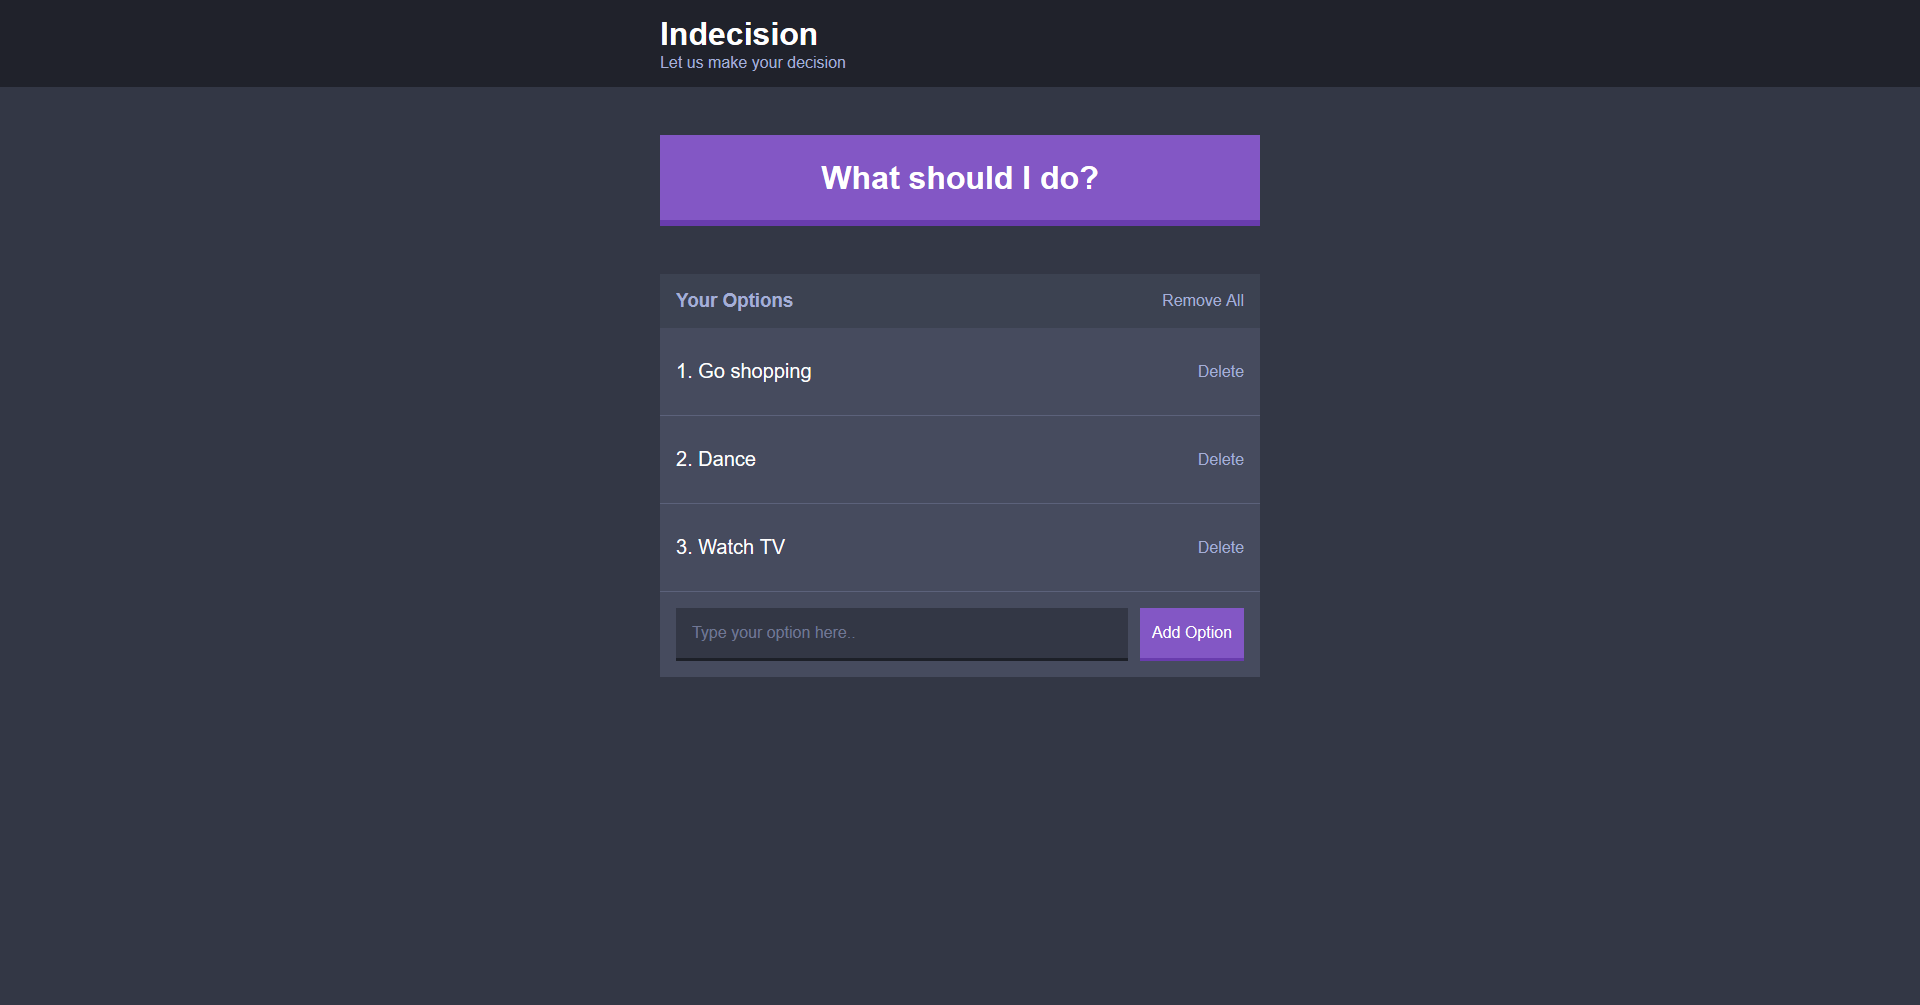 Indecision
Let us make your decision
What should I do?
Your Options Remove All
1. Go shopping Delete
2. Dance Delete
3. Watch TV Delete
Type your option here.. Add Option